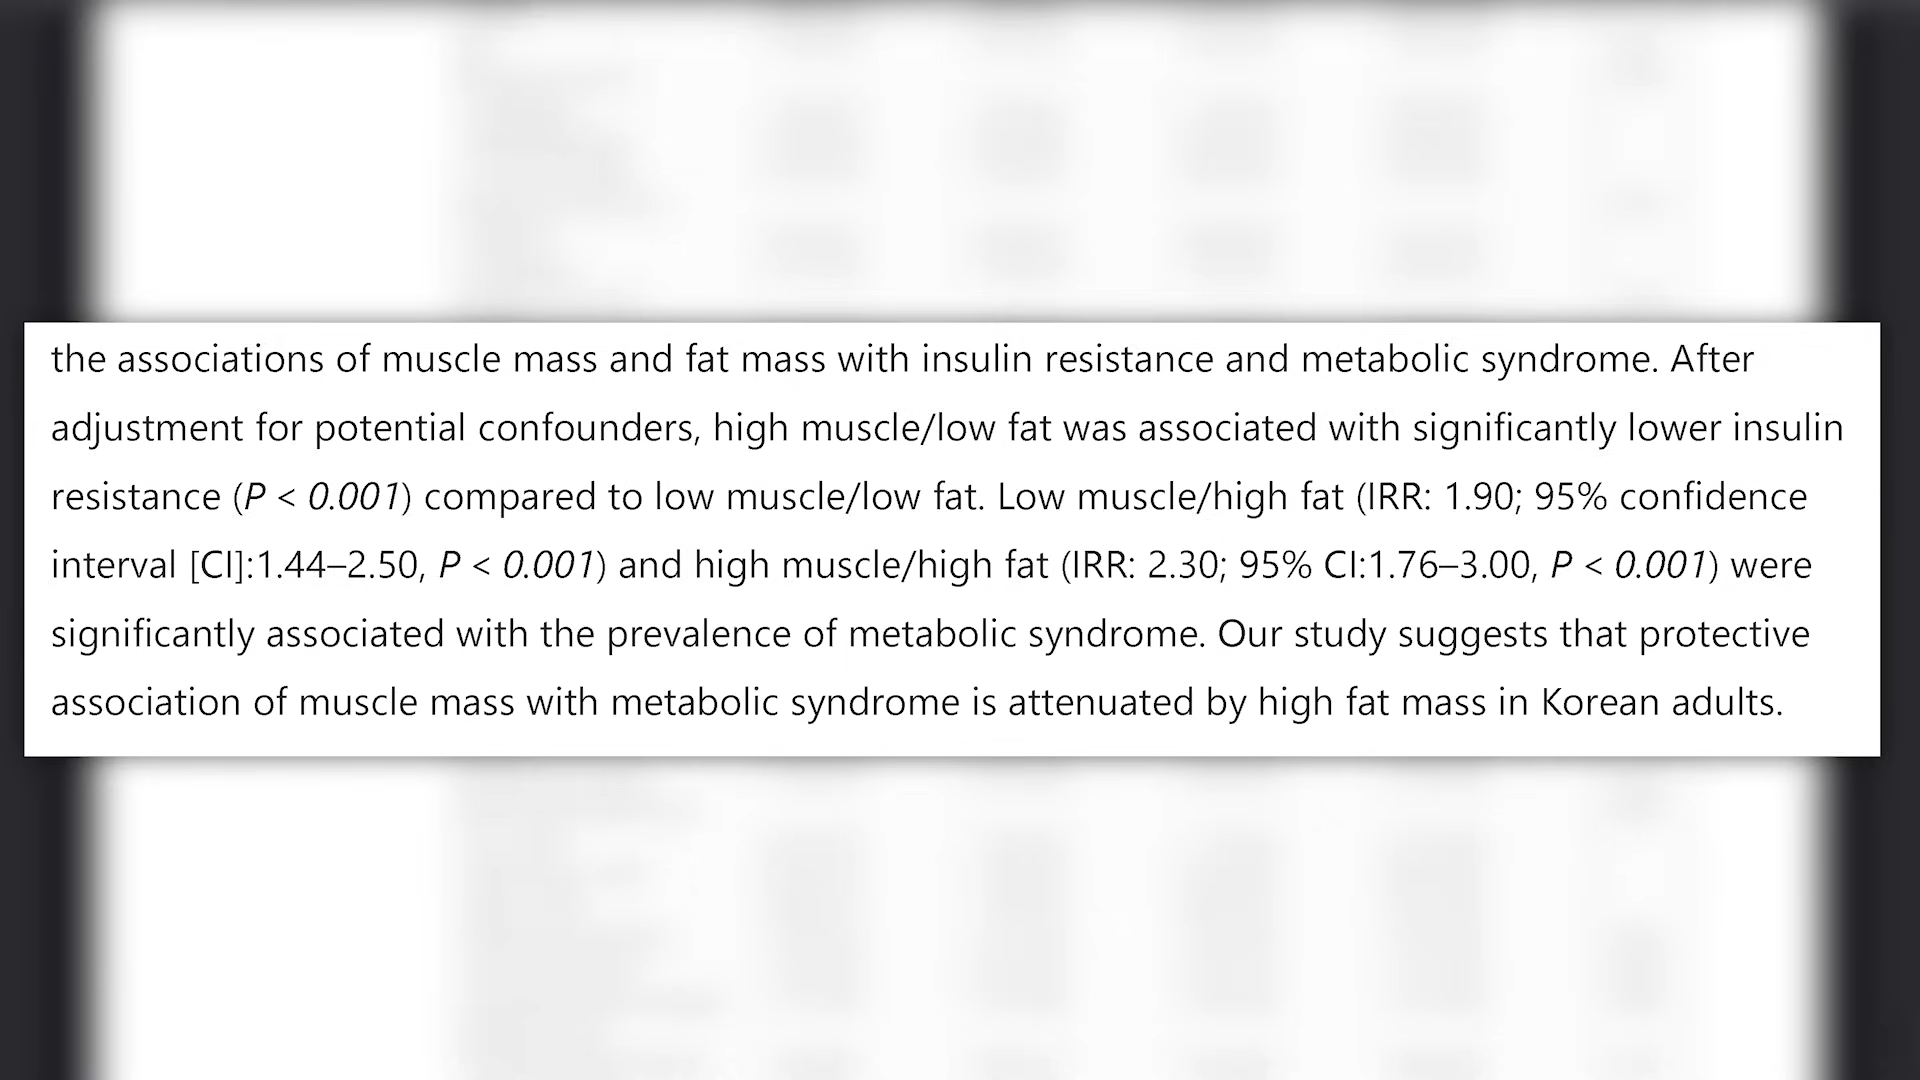 the associations of muscle mass and fat mass with insulin resistance and metabolic syndrome. After
adjustment for potential confounders, high muscle/low fat was associated with significantly lower insulin
resistance (P < 0.001) compared to low muscle/low fat. Low muscle/high fat (IRR: 1.90; 95% confidence
interval [CI]:1.44–2.50, P < 0.001) and high muscle/high fat (IRR: 2.30; 95% CI:1.76–3.00, P < 0.001) were
significantly associated with the prevalence of metabolic syndrome. Our study suggests that protective
association of muscle mass with metabolic syndrome is attenuated by high fat mass in Korean adults.